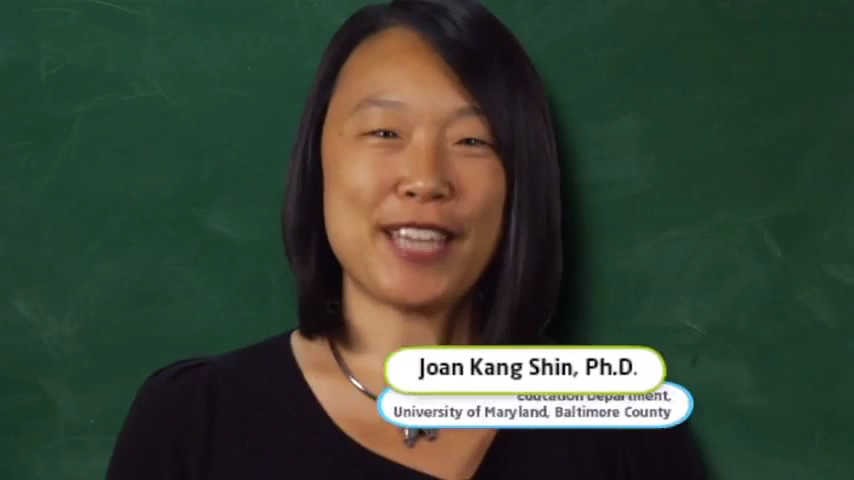 Joan Kang Shin, Ph.D.
Education Department,
University of Maryland, Baltimore County